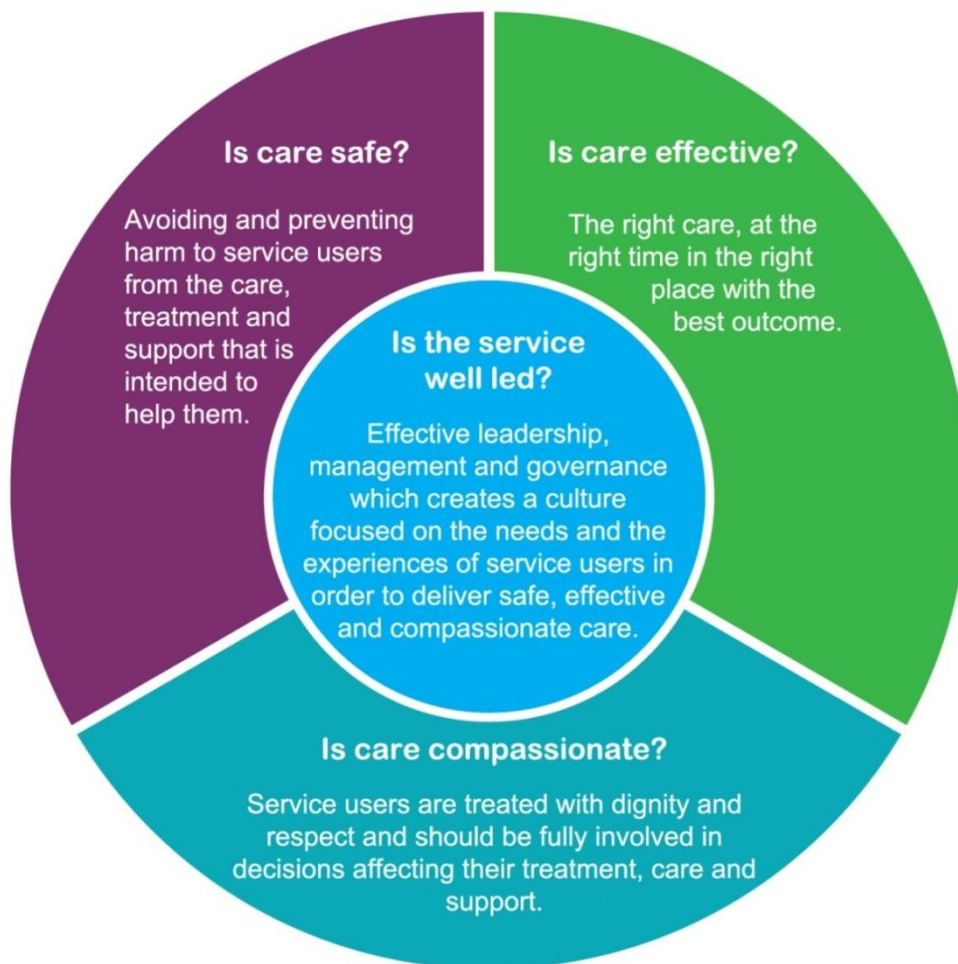 Is care safe?
Avoiding and preventing
harm to service users
from the care,
treatment and
support that is
intended to
help them.
Is care effective?
The right care, at the
right time in the right
place with the
best outcome.
Is the service
well led?
Effective leadership,
management and governance
which creates a culture
focused on the needs and the
experiences of service users in
order to deliver safe, effective
and compassionate care.
Is care compassionate?
Service users are treated with dignity and
respect and should be fully involved in
decisions affecting their treatment, care and
support.